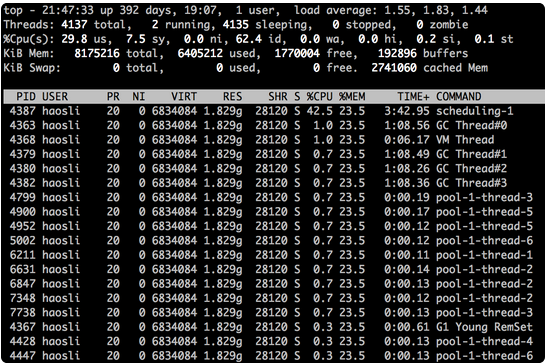 top - 21:47:33 up 392 days, 19:07, 1 user, load average: 1.55, 1.83, 1.44
Threads: 4137 total, 2 running, 4135 sleeping, 0 stopped, 0 zombie
%Cpu(s): 29.8 us, 7.5 sy, 0.0 ni, 62.4 id, 0.0 wa, 0.0 hi, 0.2 si, 0.1 st
KiB Mem: 8175216 total, 6405212 used, 1770004 free, 192896 buffers
KiB Swap: 0 total, 0 used, 0 free. 2741060 cached Mem
PID USER PR NI VIRT RES SHR S %CPU %MEM TIME+ COMMAND
4387 haosli 20 0 6834084 1.829g 28120 S 42.5 23.5 3:42.95 scheduling-1
4363 haosli 20 0 6834084 1.829g 28120 S 1.0 23.5 1:08.56 GC Thread#0
4368 haosli 20 0 6834084 1.829g 28120 S 1.0 23.5 0:06.17 VM Thread
4379 haosli 20 0 6834084 1.829g 28120 S 0.7 23.5 1:08.49 GC Thread#1
4380 haosli 20 0 6834084 1.829g 28120 S 0.7 23.5 1:08.26 GC Thread#2
4382 haosli 20 0 6834084 1.829g 28120 S 0.7 23.5 1:08.36 GC Thread#3
4799 haosli 20 0 6834084 1.829g 28120 S 0.7 23.5 0:00.19 pool-1-thread-3
4900 haosli 20 0 6834084 1.829g 28120 S 0.7 23.5 0:00.17 pool-1-thread-5
4952 haosli 20 0 6834084 1.829g 28120 S 0.7 23.5 0:00.12 pool-1-thread-5
5002 haosli 20 0 6834084 1.829g 28120 S 0.7 23.5 0:00.12 pool-1-thread-6
6211 haosli 20 0 6834084 1.829g 28120 S 0.7 23.5 0:00.11 pool-1-thread-1
6631 haosli 20 0 6834084 1.829g 28120 S 0.7 23.5 0:00.14 pool-1-thread-2
6847 haosli 20 0 6834084 1.829g 28120 S 0.7 23.5 0:00.13 pool-1-thread-2
7348 haosli 20 0 6834084 1.829g 28120 S 0.7 23.5 0:00.12 pool-1-thread-2
7738 haosli 20 0 6834084 1.829g 28120 S 0.7 23.5 0:00.13 pool-1-thread-3
4367 haosli 20 0 6834084 1.829g 28120 S 0.3 23.5 0:00.61 G1 Young RemSet
4428 haosli 20 0 6834084 1.829g 28120 S 0.3 23.5 0:00.13 pool-1-thread-4
4447 haosli 20 0 6834084 1.829g 28120 S 0.3 23.5 0:00.13 pool-1-thread-6